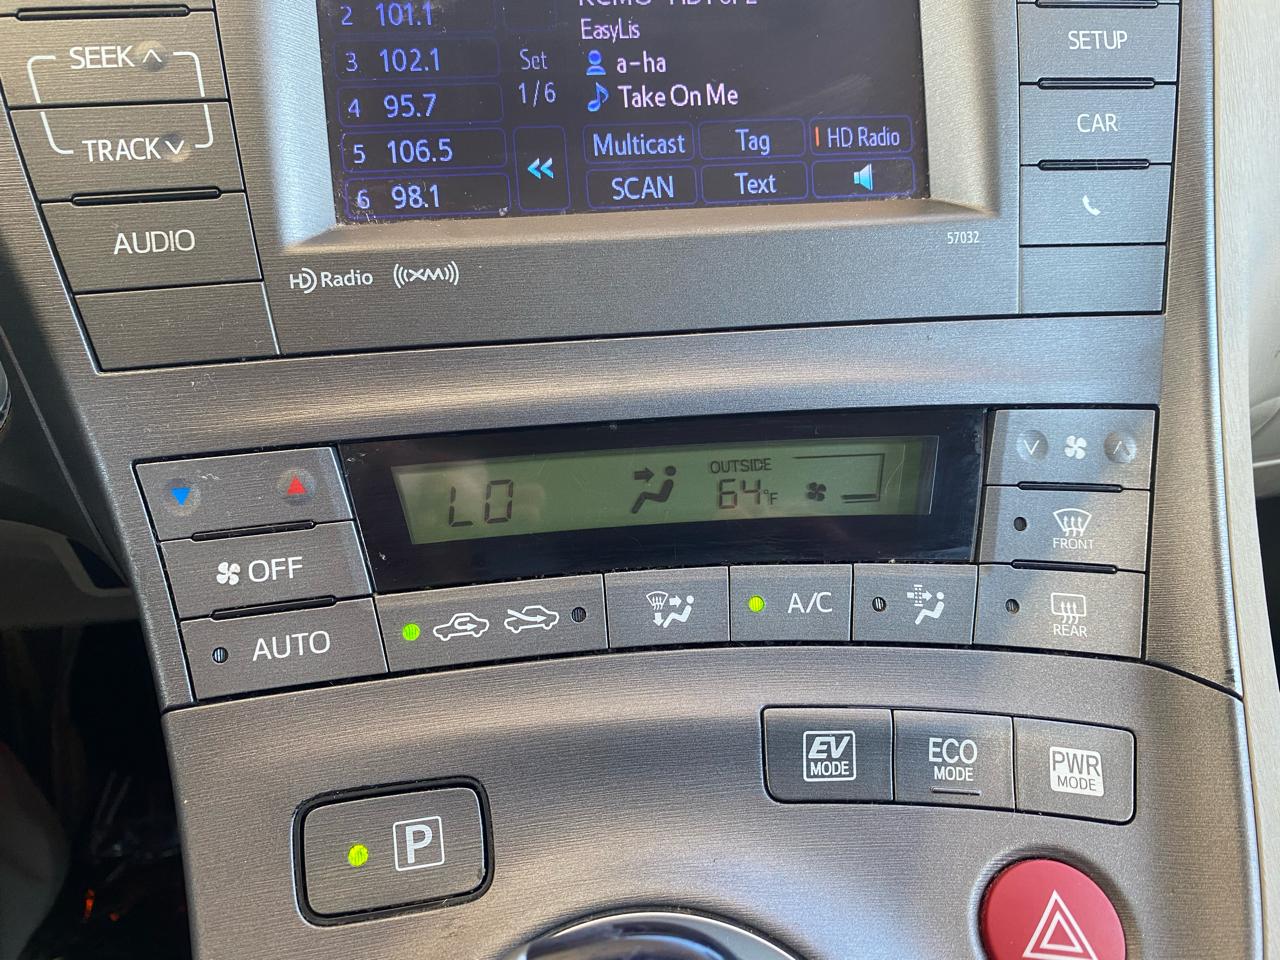 2 101.1
3 102.1
4 95.7
5 106.5
6 98.1
Set
1/6
EasyLis
a-ha
Take On Me
Multicast
Tag
HD Radio
SCAN
Text
SEEK
TRACK
AUDIO
SETUP
CAR
57032
HD Radio
((XM))
LO
OUTSIDE
64°F
OFF
AUTO
A/C
FRONT
REAR
EV
MODE
ECO
MODE
PWR
MODE
P